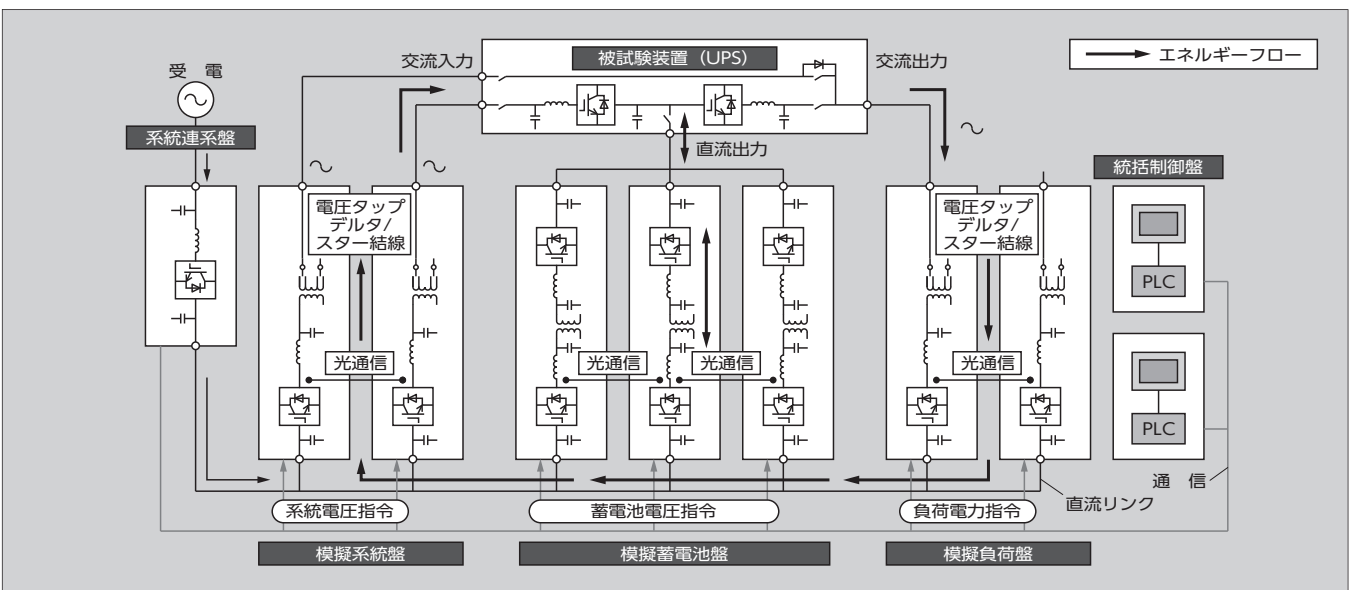 受 電
系統連系盤
交流入力
被試験装置（UPS）
交流出力
エネルギーフロー
直流出力
統括制御盤
電圧タップ
デルタ/
スター結線
電圧タップ
デルタ/
スター結線
PLC
光通信
光通信
光通信
光通信
PLC
通 信
直流リンク
系統電圧指令
蓄電池電圧指令
負荷電力指令
模擬系統盤
模擬蓄電池盤
模擬負荷盤